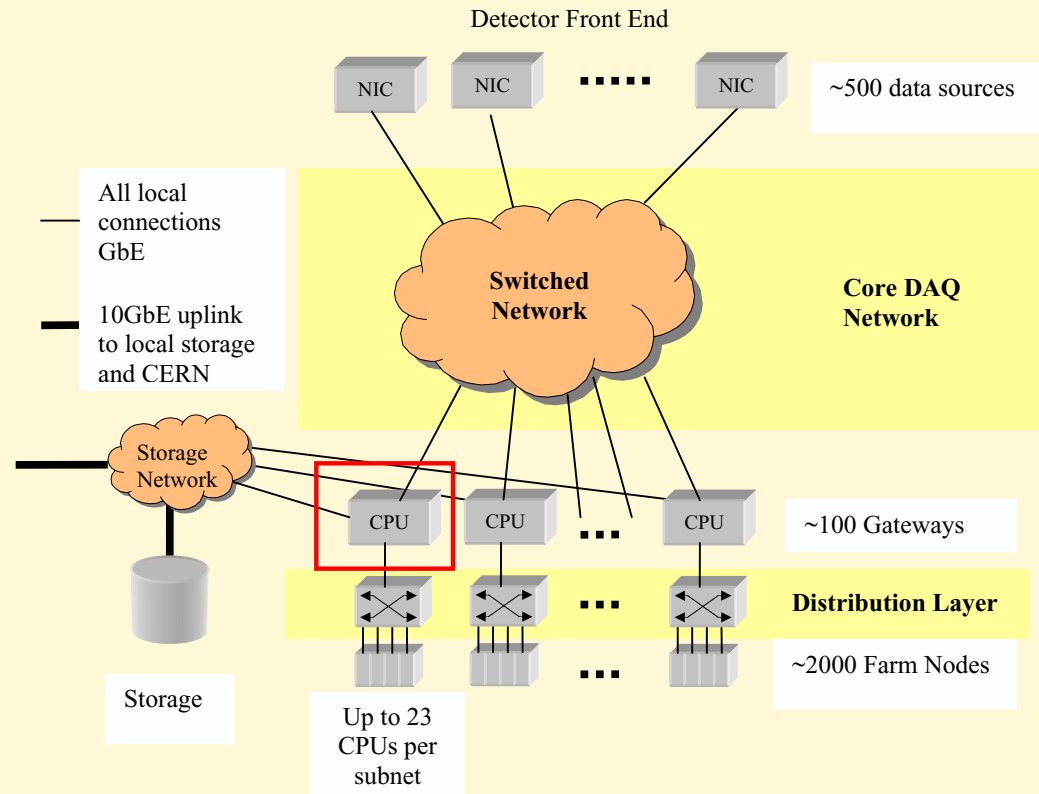 Detector Front End
NIC
NIC
NIC
~500 data sources
All local
connections
GbE
10GbE uplink
to local storage
and CERN
Switched
Network
Core DAQ
Network
Storage
Network
CPU
CPU
CPU
~100 Gateways
Distribution Layer
~2000 Farm Nodes
Storage
Up to 23
CPUs per
subnet